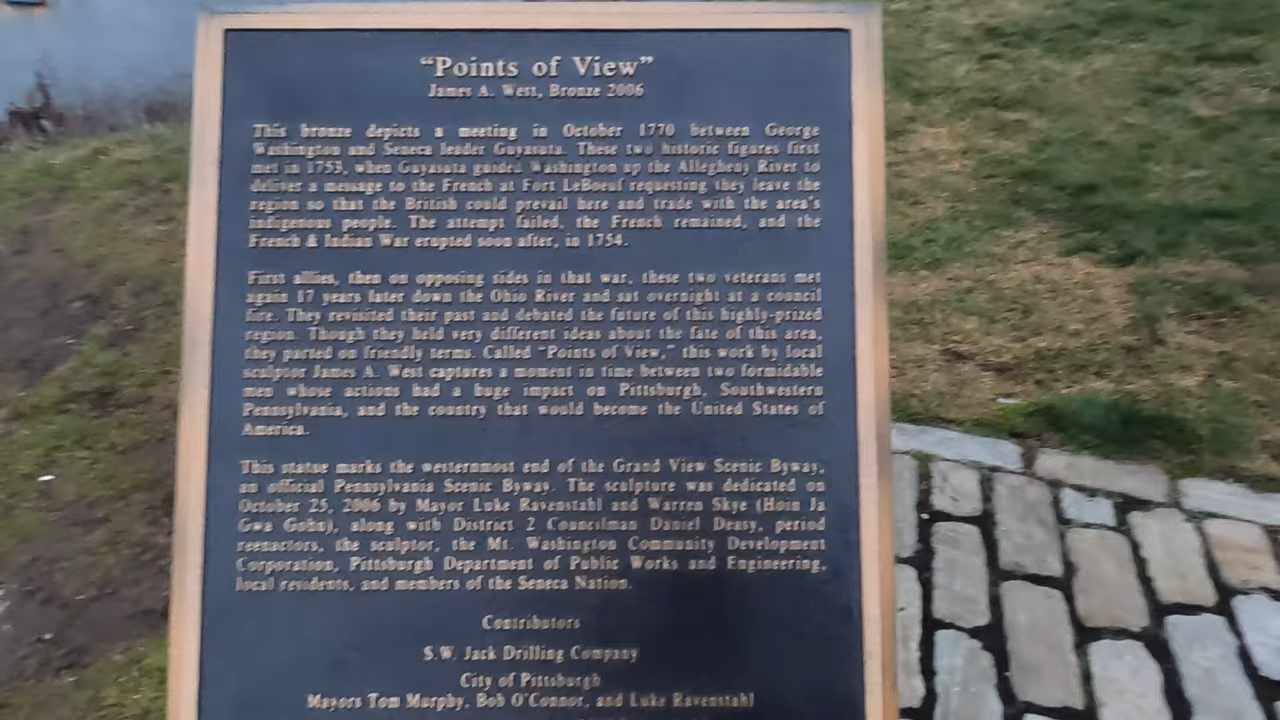 “Points of View”
James A. West, Bronze 2006
This bronze depicts a meeting in October 1770 between George
Washington and Seneca leader Guyasuta. These two historic figures first
met in 1753, when Guyasuta guided Washington up the Allegheny River to
deliver a message to the French at Fort LeBoeuf requesting they leave the
region so that the British could prevail here and trade with the area's
indigenous people. The attempt failed, the French remained, and the
French & Indian War erupted soon after, in 1754.
First allies, then on opposing sides in that war, these two veterans met
again 17 years later down the Ohio River and sat overnight at a council
fire. They revisited their past and debated the future of this highly-prized
region. Though they held very different ideas about the fate of this area,
they parted on friendly terms. Called “Points of View,” this work by local
sculptor James A. West captures a moment in time between two formidable
men whose actions had a huge impact on Pittsburgh, Southwestern
Pennsylvania, and the country that would become the United States of
America.
This statue marks the westernmost end of the Grand View Scenic Byway,
an official Pennsylvania Scenic Byway. The sculpture was dedicated on
October 25, 2006 by Mayor Luke Ravenstahl and Warren Skye (Hoin Ja
Gwa Gohn), along with District 2 Councilman Daniel Deasy, period
reenactors, the sculptor, the Mt. Washington Community Development
Corporation, Pittsburgh Department of Public Works and Engineering,
local residents, and members of the Seneca Nation.
Contributors
S.W. Jack Drilling Company
City of Pittsburgh
Mayors Tom Murphy, Bob O'Connor, and Luke Ravenstahl